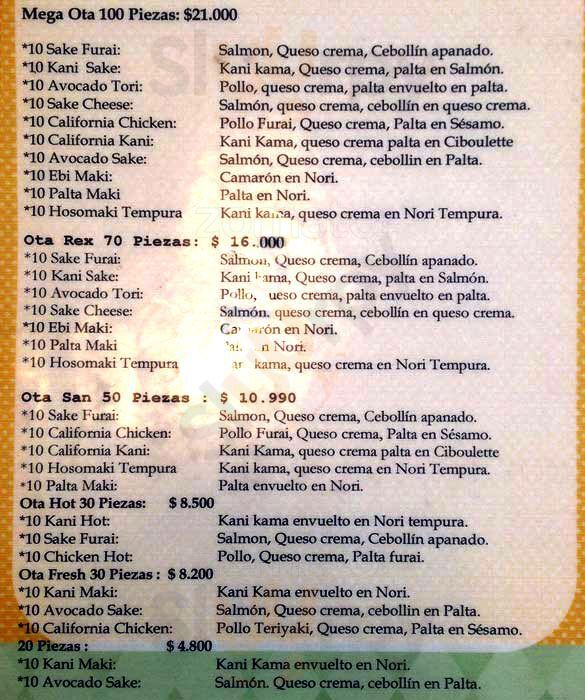 Mega Ota 100 Piezas: $21.000
*10 Sake Furai: Salmon, Queso crema, Cebollín apanado.
*10 Kani Sake: Kani kama, Queso crema, palta en Salmón.
*10 Avocado Tori: Pollo, queso crema, palta envuelto en palta.
*10 Sake Cheese: Salmón, queso crema, cebollín en queso crema.
*10 California Chicken: Pollo Furai, Queso crema, Palta en Sésamo.
*10 California Kani: Kani Kama, queso crema palta en Ciboulette
*10 Avocado Sake: Salmón, Queso crema, cebollin en Palta.
*10 Ebi Maki: Camarón en Nori.
*10 Palta Maki Palta en Nori.
*10 Hosomaki Tempura Kani kama, queso crema en Nori Tempura.
Ota Rex 70 Piezas: $ 16.000
*10 Sake Furai: Salmon, Queso crema, Cebollín apanado.
*10 Kani Sake: Kani kama, Queso crema, palta en Salmón.
*10 Avocado Tori: Pollo, queso crema, palta envuelto en palta.
*10 Sake Cheese: Salmón, queso crema, cebollín en queso crema.
*10 Ebi Maki: Camarón en Nori.
*10 Palta Maki en Nori.
*10 Hosomaki Tempura kama, queso crema en Nori Tempura.
Ota San 50 Piezas : $ 10.990
*10 Sake Furai: Salmon, Queso crema, Cebollín apanado.
*10 California Chicken: Pollo Furai, Queso crema, Palta en Sésamo.
*10 California Kani: Kani Kama, queso crema palta en Ciboulette
*10 Hosomaki Tempura Kani kama, queso crema en Nori Tempura.
*10 Palta Maki: Palta envuelto en Nori.
Ota Hot 30 Piezas: $ 8.500
*10 Kani Hot: Kani kama envuelto en Nori tempura.
*10 Sake Furai: Salmon, Queso crema, Cebollín apanado.
*10 Chicken Hot: Pollo, Queso crema, Palta furai.
Ota Fresh 30 Piezas : $ 8.200
*10 Kani Maki: Kani Kama envuelto en Nori.
*10 Avocado Sake: Salmón, Queso crema, cebollin en Palta.
*10 California Chicken: Pollo Teriyaki, Queso crema, Palta en Sésamo.
20 Piezas : $ 4.800
*10 Kani Maki: Kani Kama envuelto en Nori.
*10 Avocado Sake: Salmón. Queso crema, cebollin en Palta.